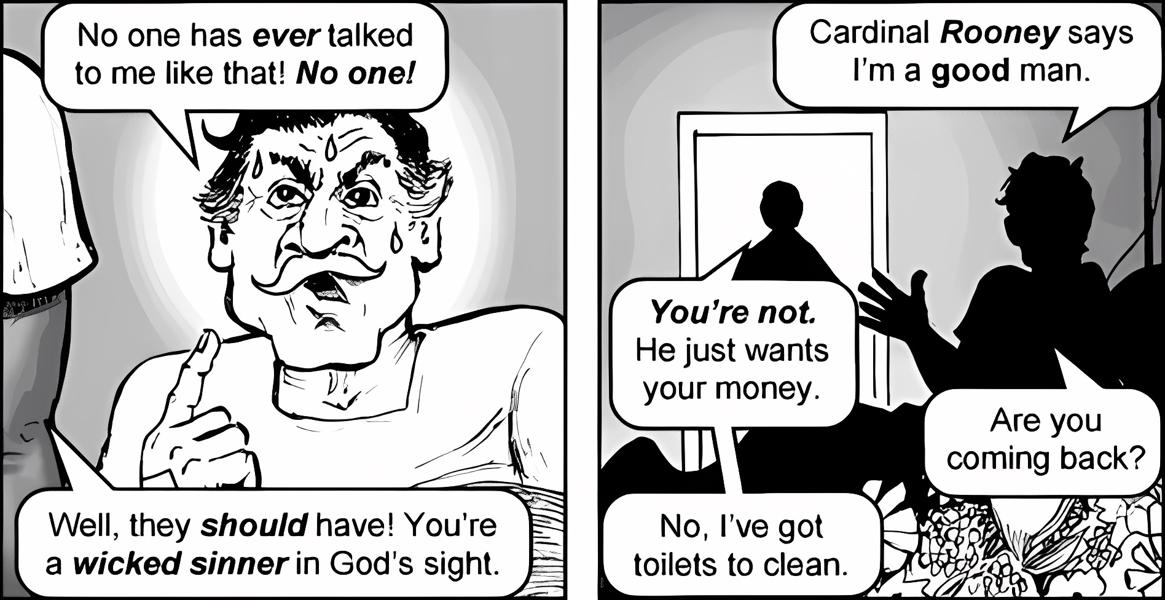 No one has ever talked
to me like that! No one!
Well, they should have! You're
a wicked sinner in God's sight.
Cardinal Rooney says
I'm a good man.
You're not.
He just wants
your money.
Are you
coming back?
No, I've got
toilets to clean.